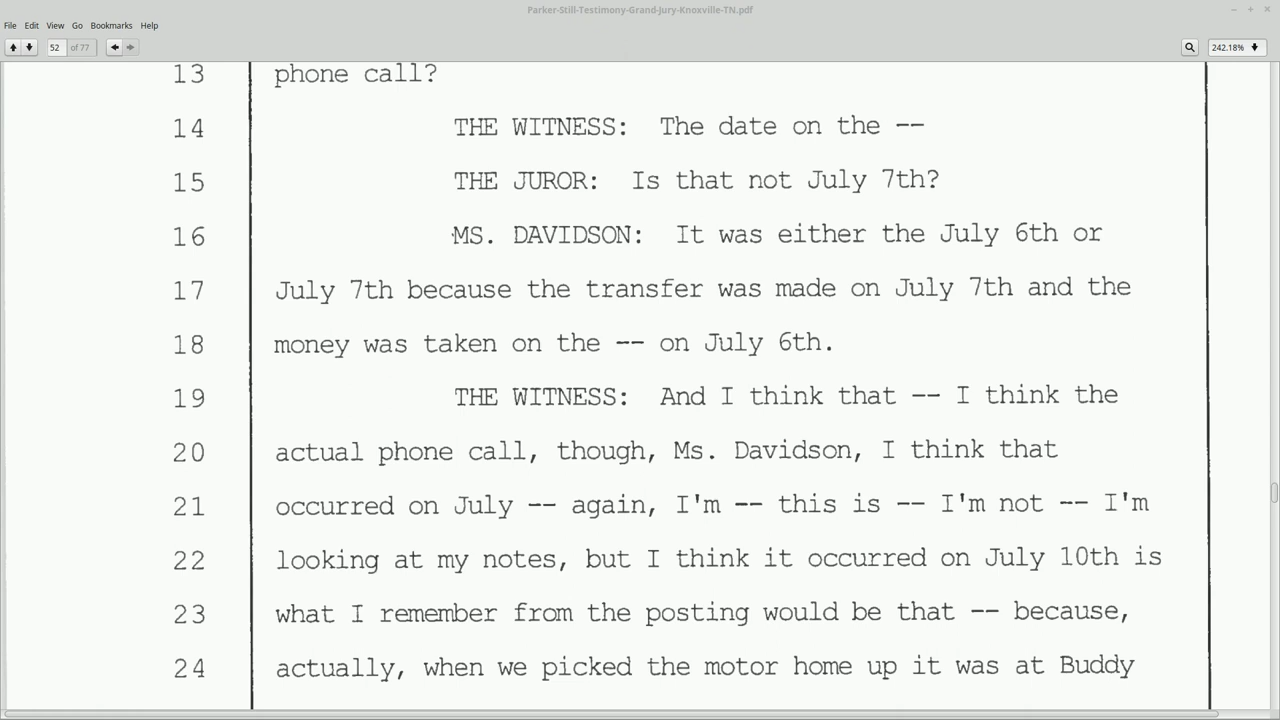 Parker-Still-Testimony-Grand-Jury-Knoxville-TN.pdf
File Edit View Go Bookmarks Help
52 of 77 242.18%
13 phone call?
14 THE WITNESS: The date on the --
15 THE JUROR: Is that not July 7th?
16 MS. DAVIDSON: It was either the July 6th or
17 July 7th because the transfer was made on July 7th and the
18 money was taken on the -- on July 6th.
19 THE WITNESS: And I think that -- I think the
20 actual phone call, though, Ms. Davidson, I think that
21 occurred on July -- again, I'm -- this is -- I'm not -- I'm
22 looking at my notes, but I think it occurred on July 10th is
23 what I remember from the posting would be that -- because,
24 actually, when we picked the motor home up it was at Buddy